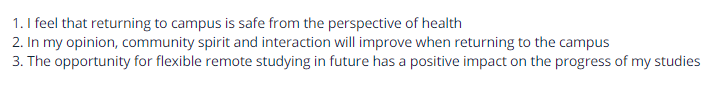 1. I feel that returning to campus is safe from the perspective of health
2. In my opinion, community spirit and interaction will improve when returning to the campus
3. The opportunity for flexible remote studying in future has a positive impact on the progress of my studies